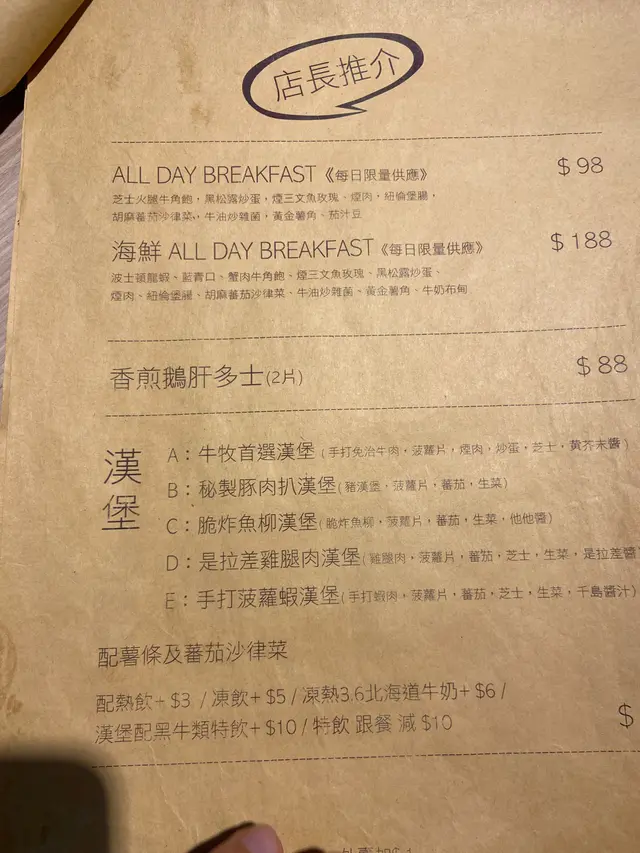 店長推介
ALL DAY BREAKFAST《每日限量供應》 $98
芝士火腿牛角飽，黑松露炒蛋，煙三文魚玫瑰、煙肉，紐倫堡腸，
胡麻蕃茄沙律菜，牛油炒雜菌，黃金薯角、茄汁豆
海鮮 ALL DAY BREAKFAST《每日限量供應》 $188
波士頓龍蝦、藍青口、蟹肉牛角飽、煙三文魚玫瑰、黑松露炒蛋、
煙肉、紐倫堡腸、胡麻蕃茄沙律菜、牛油炒雜菌、黃金薯角、牛奶布甸
香煎鵝肝多士(2片) $88
漢堡
A：牛牧首選漢堡(手打免治牛肉，菠蘿片，煙肉，炒蛋，芝士，黄芥末醬)
B：秘製豚肉扒漢堡(豬漢堡，菠蘿片，蕃茄，生菜)
C：脆炸魚柳漢堡(脆炸魚柳，菠蘿片，蕃茄，生菜，他他醬)
D：是拉差雞腿肉漢堡(雞腿肉，菠蘿片，蕃茄，芝士，生菜，是拉差醬
E：手打菠蘿蝦漢堡(手打蝦肉，菠蘿片，蕃茄，芝士，生菜，千島醬汁)
配薯條及蕃茄沙律菜
配熱飲+ $3 / 凍飲+ $5 / 凍熱3.6北海道牛奶+ $6 /
漢堡配黑牛類特飲+ $10 / 特飲 跟餐 減 $10 $